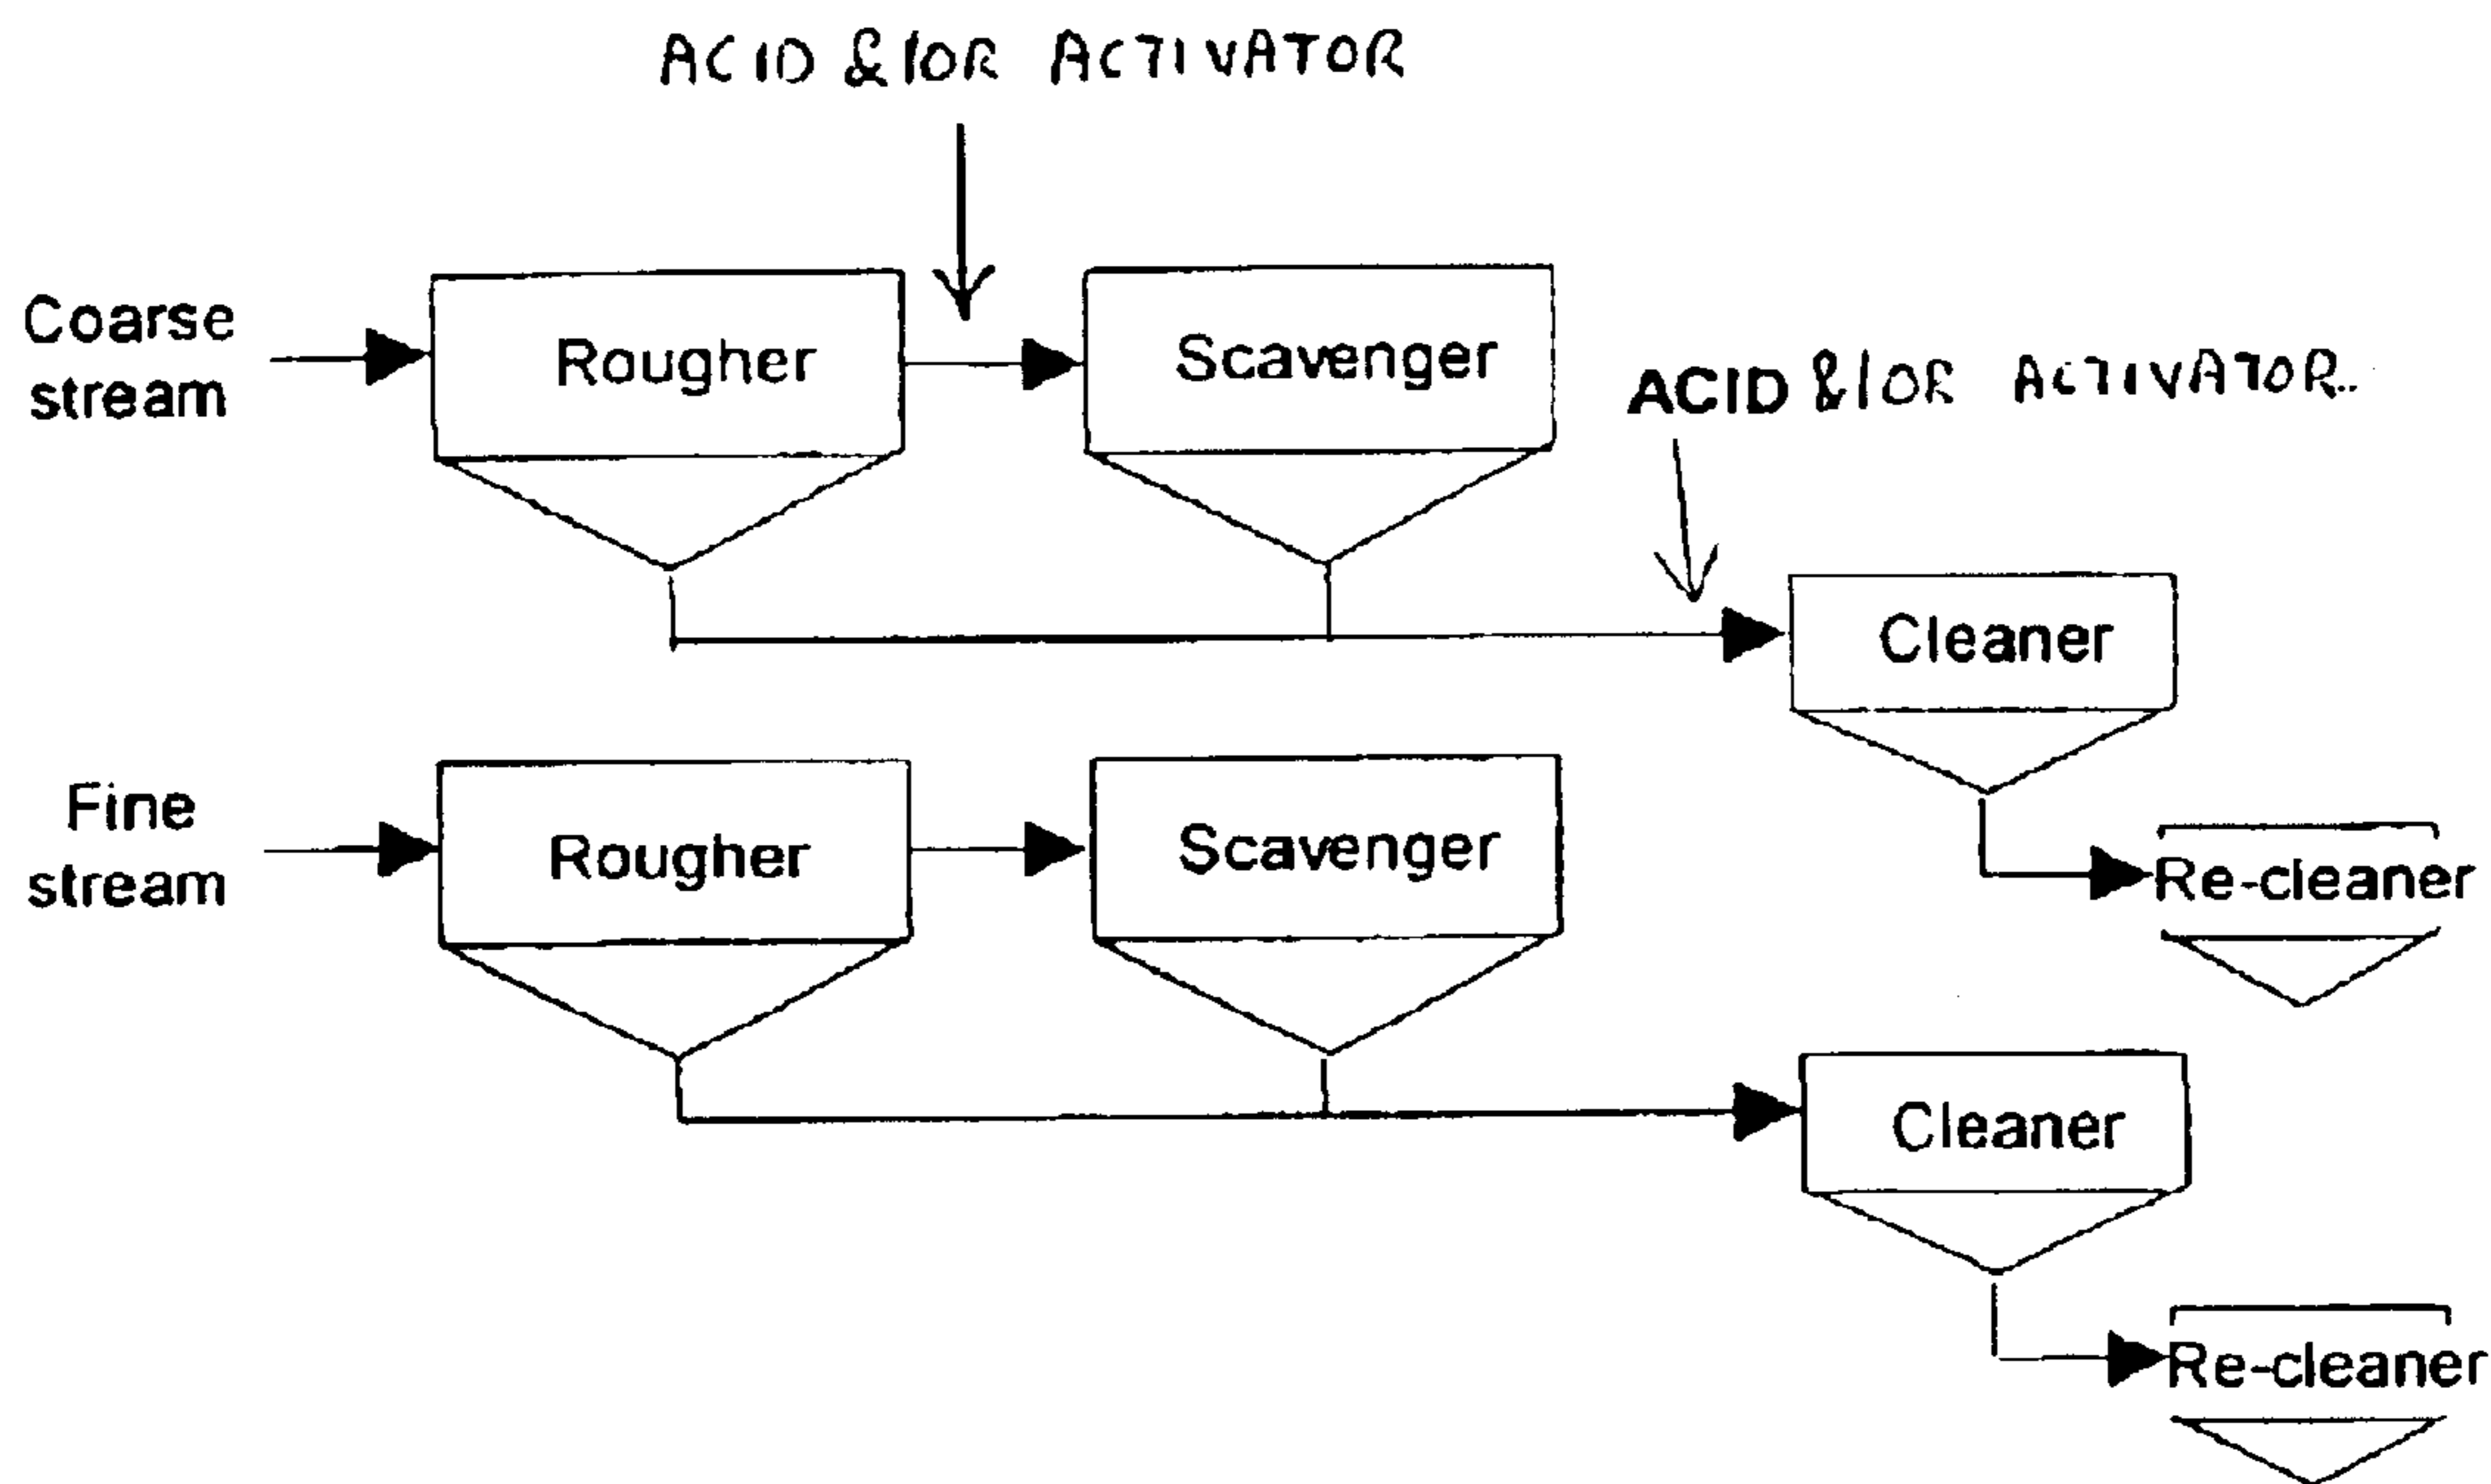 ACID &/OR ACTIVATOR
Coarse
stream
Rougher
Scavenger
ACID &/OR ACTIVATOR..
Cleaner
Re-cleaner
Fine
stream
Rougher
Scavenger
Cleaner
Re-cleaner